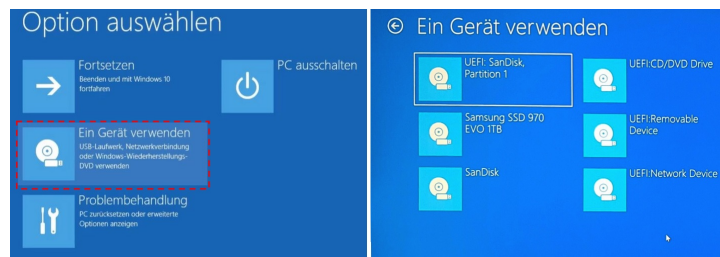 Option auswählen
Fortsetzen
Beenden und mit Windows 10
fortfahren
PC ausschalten
Ein Gerät verwenden
USB-Laufwerk, Netzwerkverbindung
oder Windows-Wiederherstellungs-
DVD verwenden
Problembehandlung
PC zurücksetzen oder erweiterte
Optionen anzeigen
Ein Gerät verwenden
UEFI: SanDisk,
Partition 1
UEFI:CD/DVD Drive
Samsung SSD 970
EVO 1TB
UEFI:Removable
Device
SanDisk
UEFI:Network Device